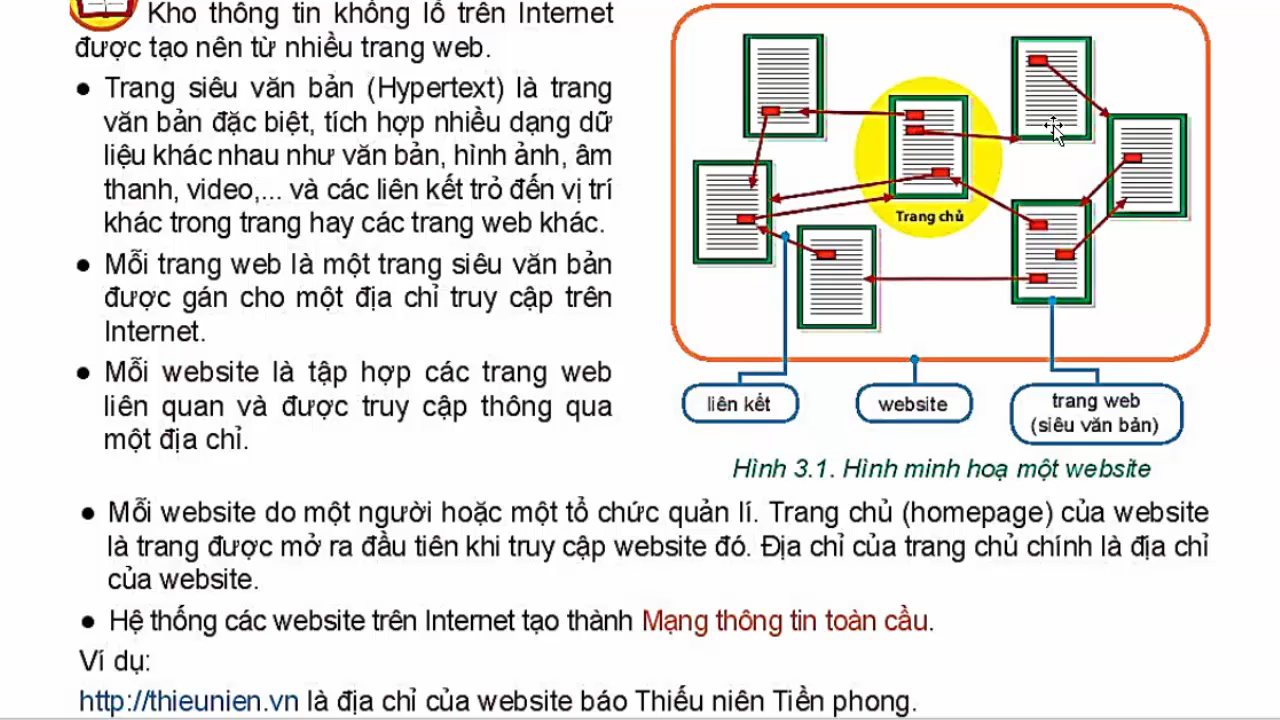 Kho thông tin khổng lồ trên Internet
được tạo nên từ nhiều trang web.
● Trang siêu văn bản (Hypertext) là trang
văn bản đặc biệt, tích hợp nhiều dạng dữ
liệu khác nhau như văn bản, hình ảnh, âm
thanh, video,... và các liên kết trỏ đến vị trí
khác trong trang hay các trang web khác.
● Mỗi trang web là một trang siêu văn bản
được gán cho một địa chỉ truy cập trên
Internet.
● Mỗi website là tập hợp các trang web
liên quan và được truy cập thông qua
một địa chỉ.
Trang chủ
liên kết
website
trang web
(siêu văn bản)
Hình 3.1. Hình minh hoạ một website
● Mỗi website do một người hoặc một tổ chức quản lí. Trang chủ (homepage) của website
là trang được mở ra đầu tiên khi truy cập website đó. Địa chỉ của trang chủ chính là địa chỉ
của website.
● Hệ thống các website trên Internet tạo thành Mạng thông tin toàn cầu.
Ví dụ:
http://thieunien.vn là địa chỉ của website báo Thiếu niên Tiền phong.